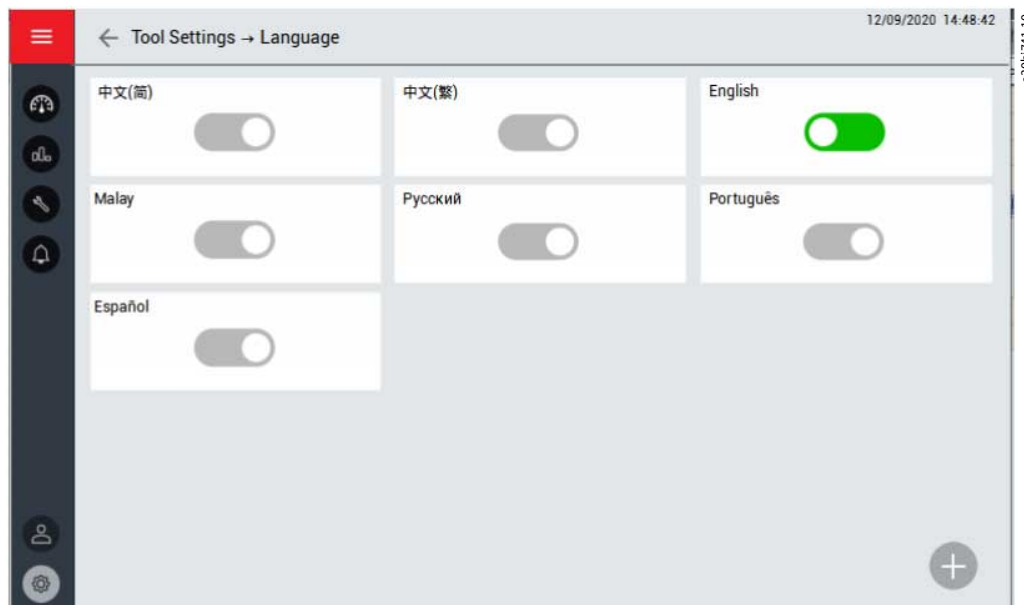 12/09/2020 14:48:42
Tool Settings → Language
中文(简)
中文(繁)
English
Malay
Русский
Português
Español